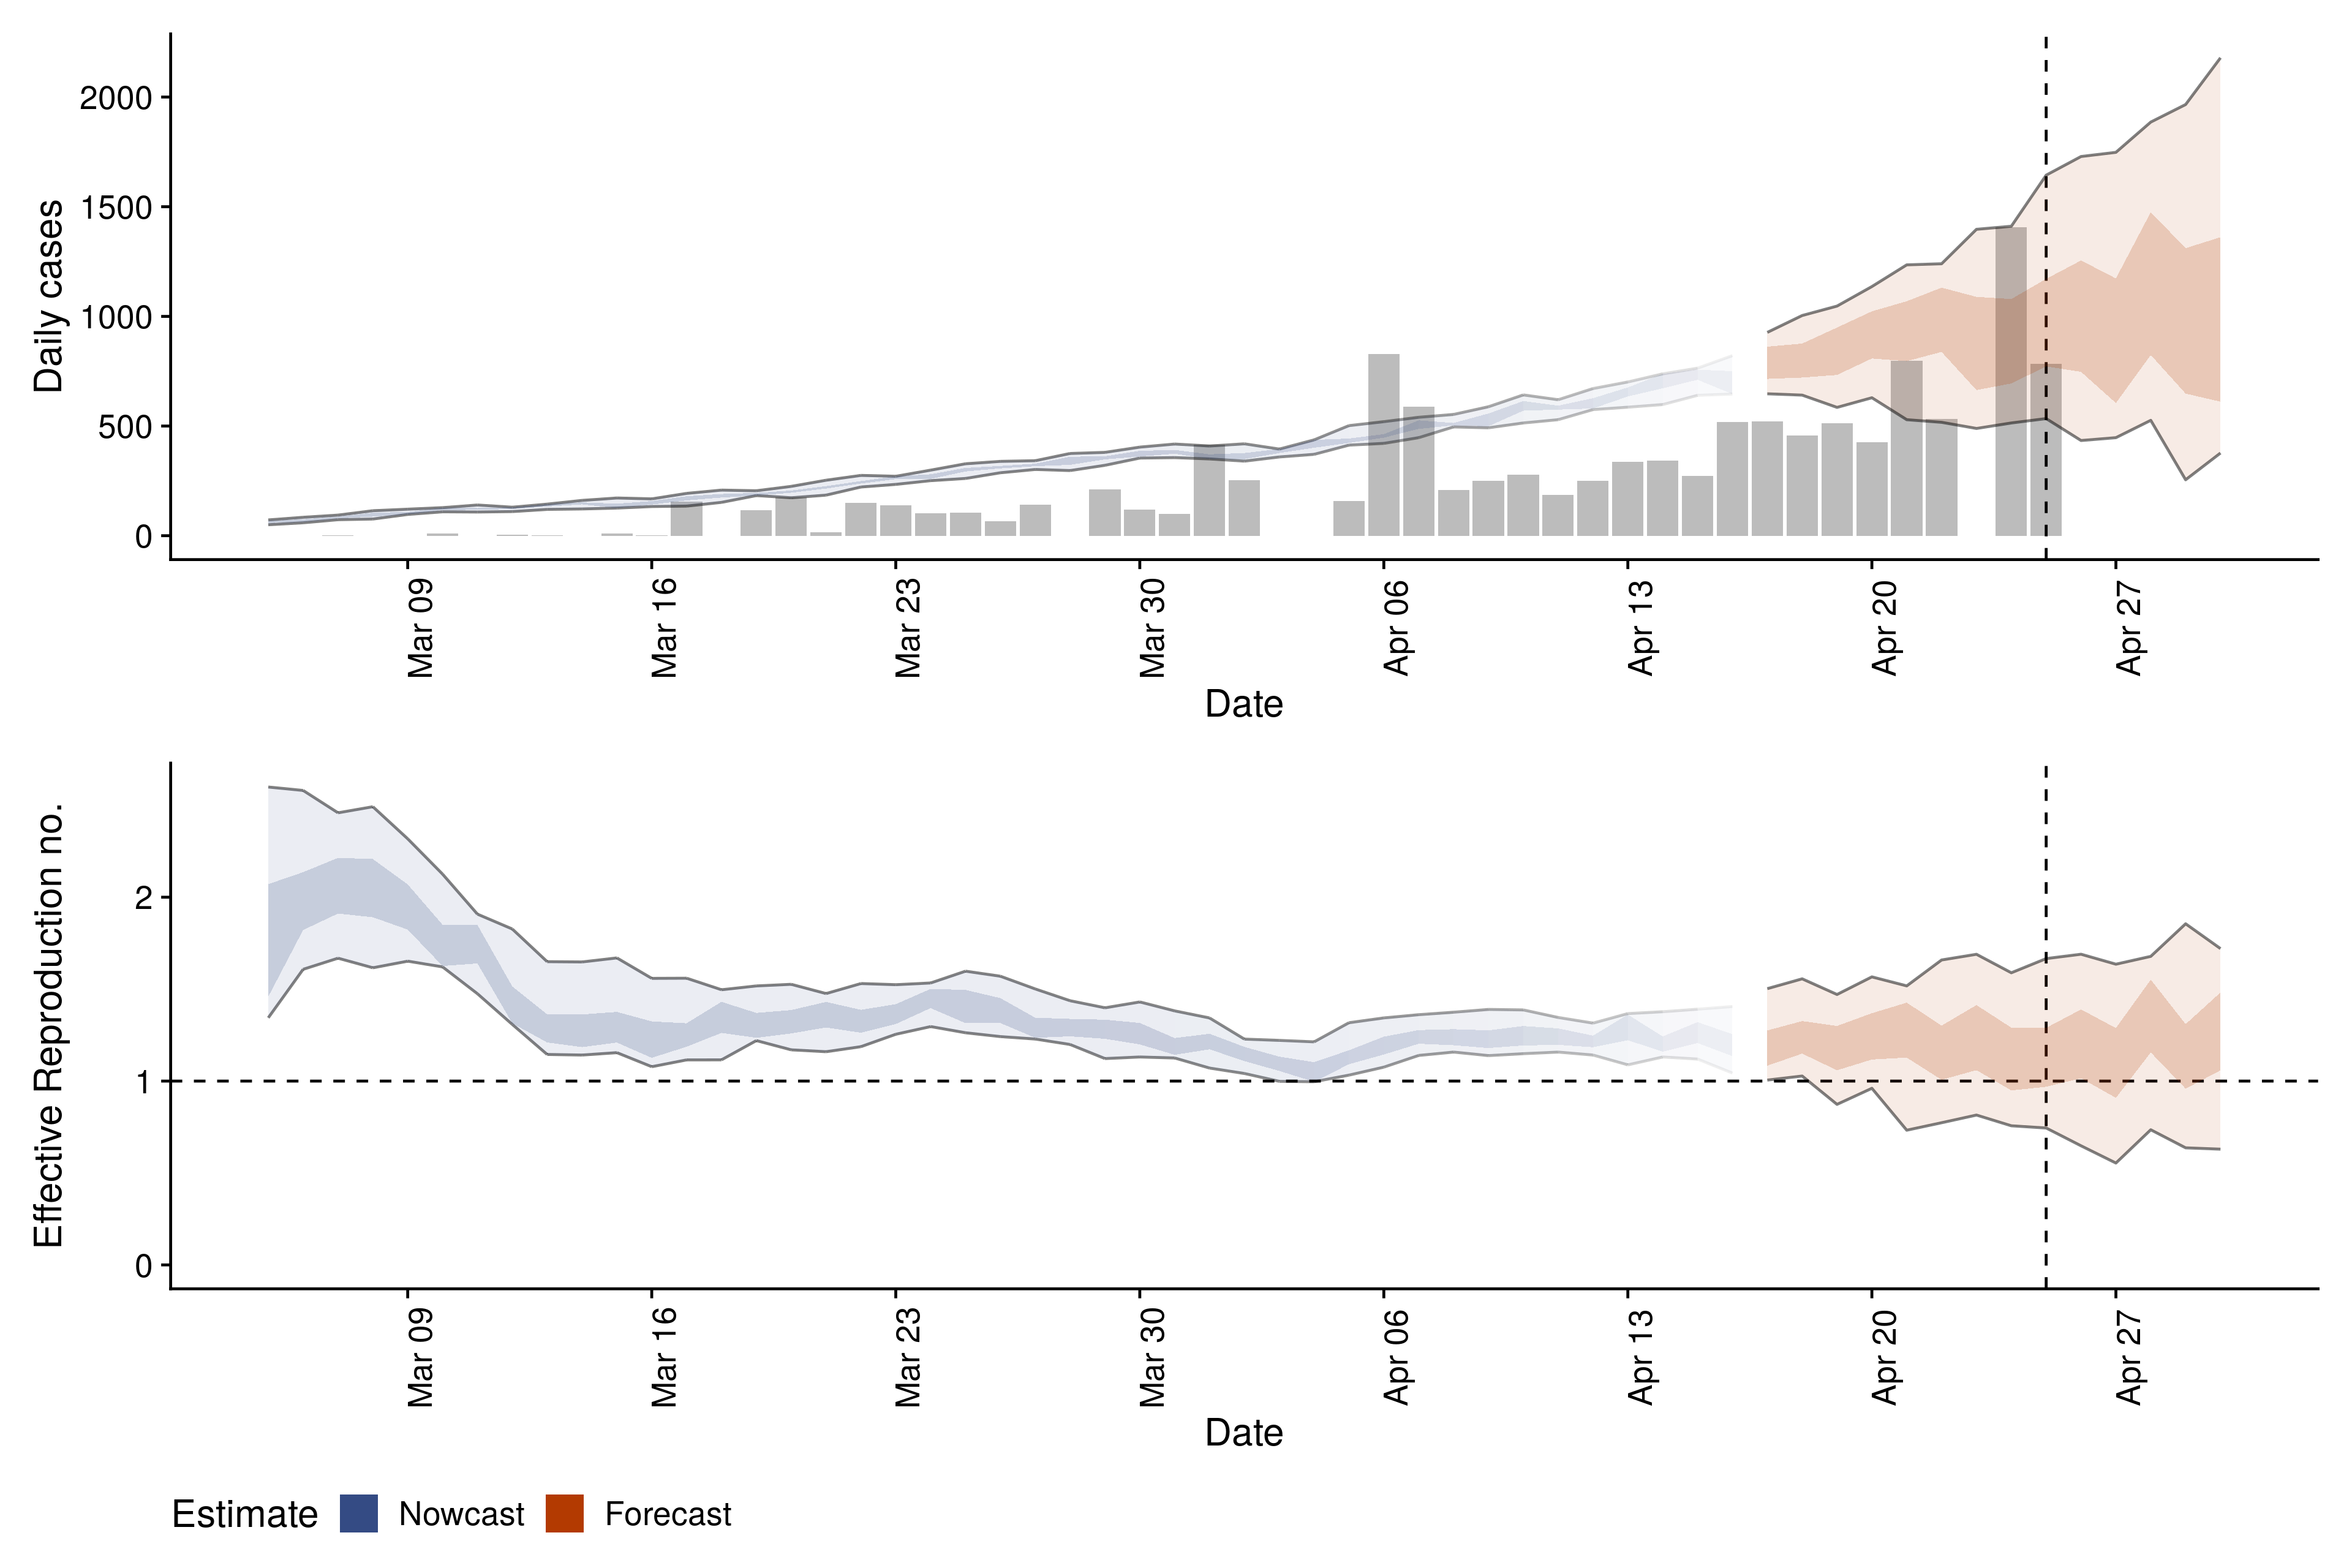 Daily cases
2000
1500
1000
500
0
Mar 09
Mar 16
Mar 23
Mar 30
Apr 06
Apr 13
Apr 20
Apr 27
Date
Effective Reproduction no.
2
1
0
Mar 09
Mar 16
Mar 23
Mar 30
Apr 06
Apr 13
Apr 20
Apr 27
Date
Estimate Nowcast Forecast